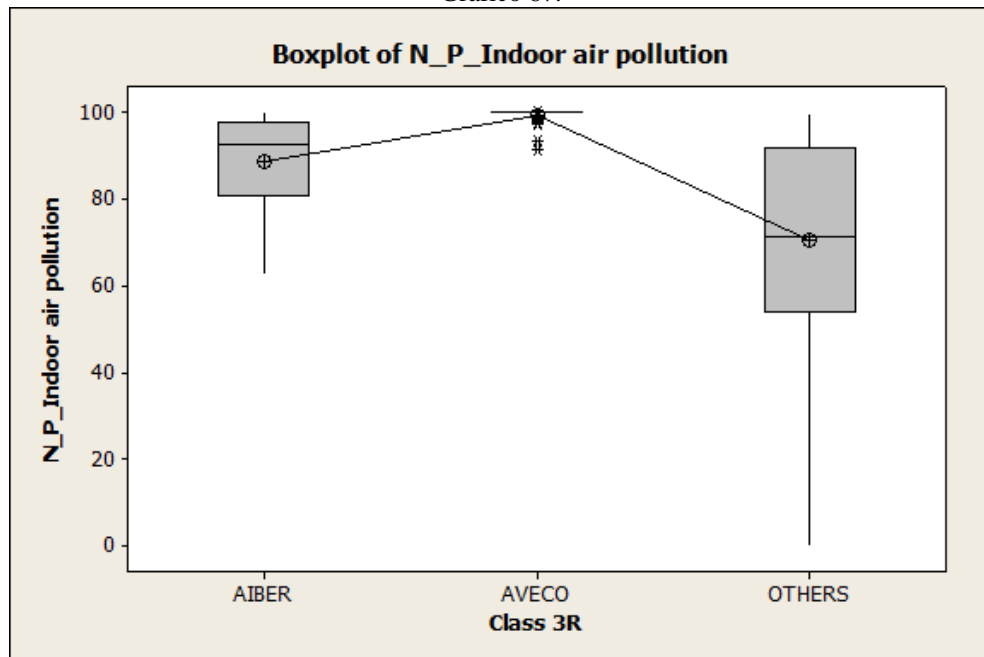 Boxplot of N_P_Indoor air pollution
N_P_Indoor air pollution
100
80
60
40
20
0
AIBER AVECO OTHERS
Class 3R